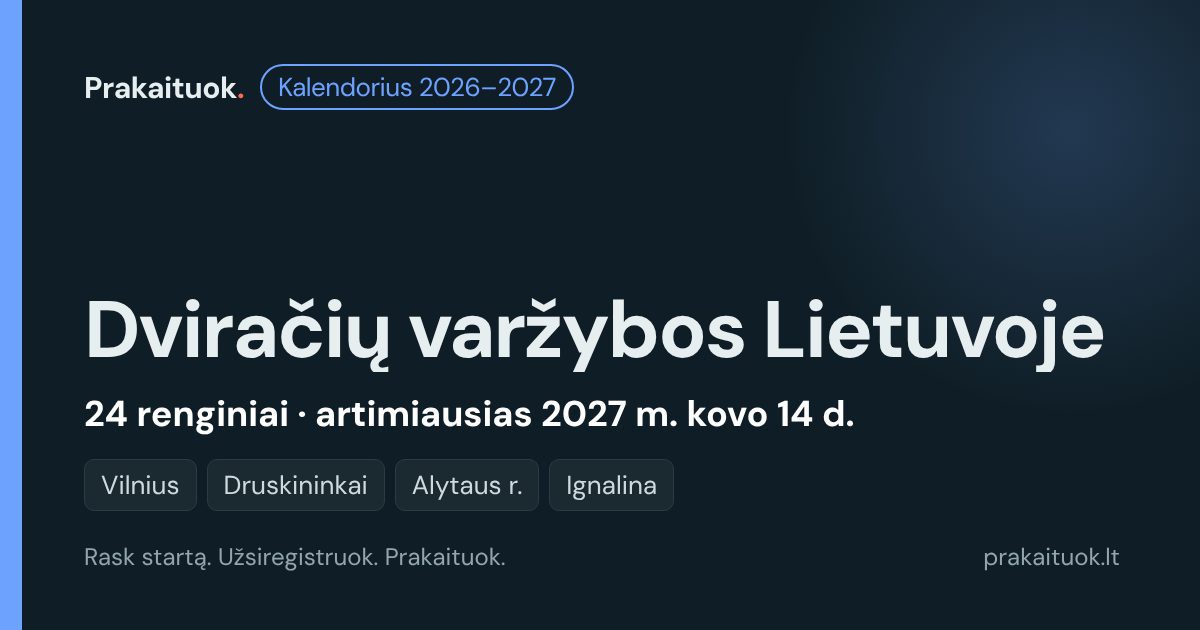 Prakaituok. Kalendorius 2026–2027
Dviračių varžybos Lietuvoje
24 renginiai · artimiausias 2027 m. kovo 14 d.
Vilnius Druskininkai Alytaus r. Ignalina
Rask startą. Užsiregistruok. Prakaituok. prakaituok.lt